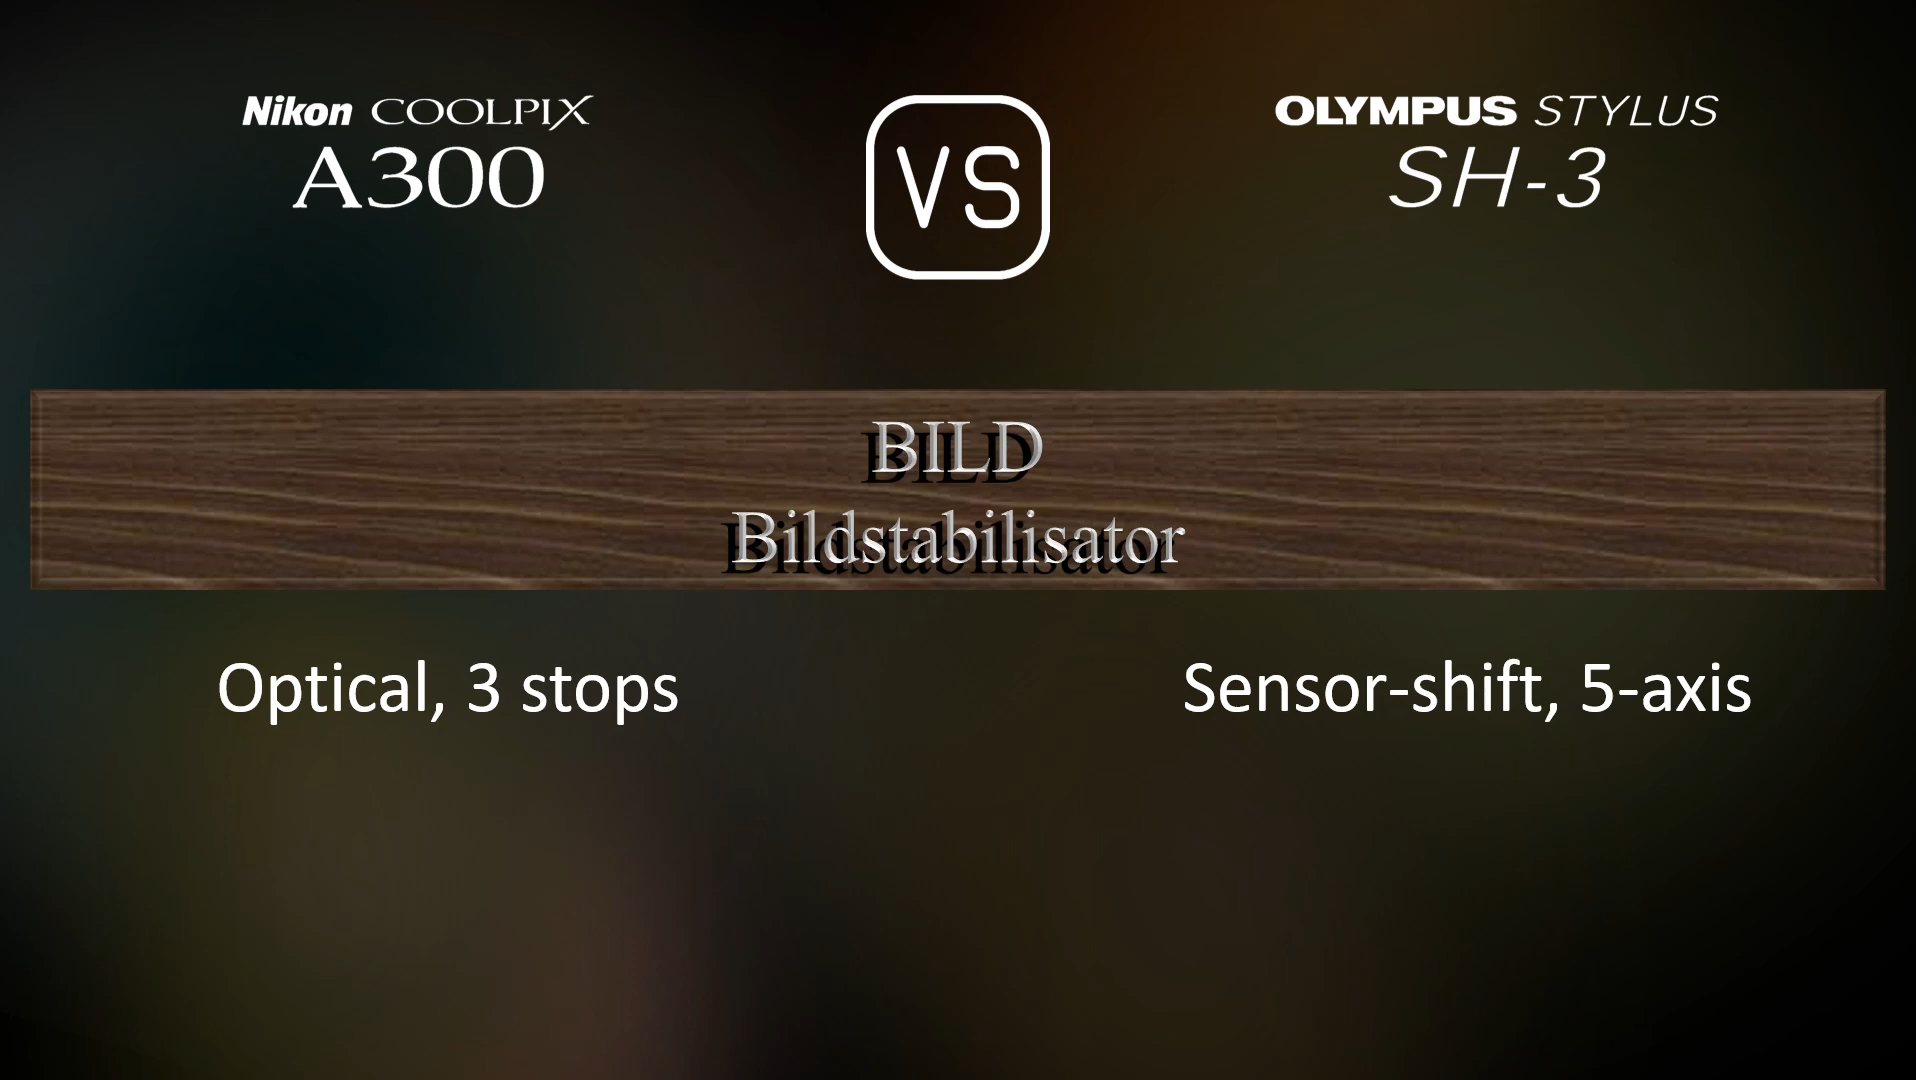 Nikon COOLPIX
A300
VS
OLYMPUS STYLUS
SH-3
BILD
Bildstabilisator
Optical, 3 stops
Sensor-shift, 5-axis